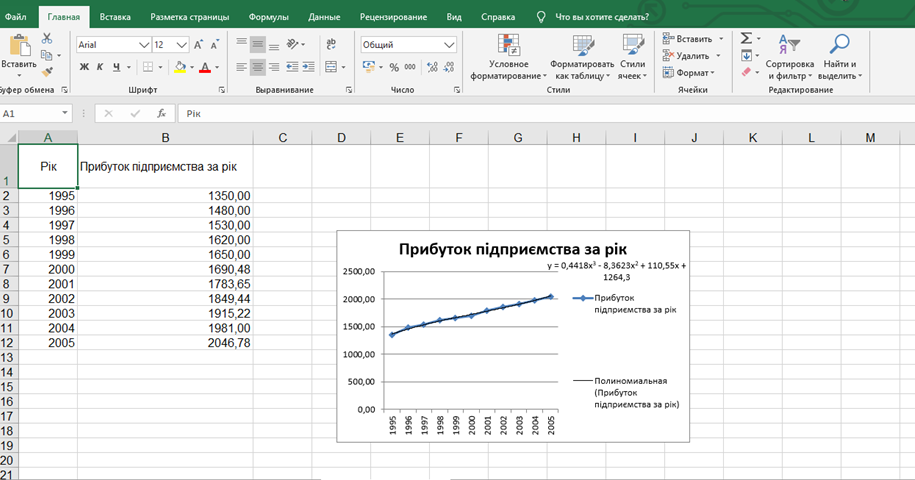 Файл Главная Вставка Разметка страницы Формулы Данные Рецензирование Вид Справка Что вы хотите сделать?
Вставить
Arial 12
Ж К Ч
Общий
% 000
Условное форматирование
Форматировать как таблицу
Стили ячеек
Вставить
Удалить
Формат
Сортировка и фильтр
Найти и выделить
Буфер обмена Шрифт Выравнивание Число Стили Ячейки Редактирование
A1 fx Рік
A B C D E F G H I J K L M
1 Рік Прибуток підприємства за рік
2 1995 1350,00
3 1996 1480,00
4 1997 1530,00
5 1998 1620,00
6 1999 1650,00
7 2000 1690,48
8 2001 1783,65
9 2002 1849,44
10 2003 1915,22
11 2004 1981,00
12 2005 2046,78
13
14
15
16
17
18
19
20
21
Прибуток підприємства за рік
y = 0,4418x³ - 8,3623x² + 110,55x +
1264,3
2500,00
2000,00
1500,00
1000,00
500,00
0,00
1995 1996 1997 1998 1999 2000 2001 2002 2003 2004 2005
Прибуток
підприємства за рік
Полиномиальная
(Прибуток
підприємства за рік)